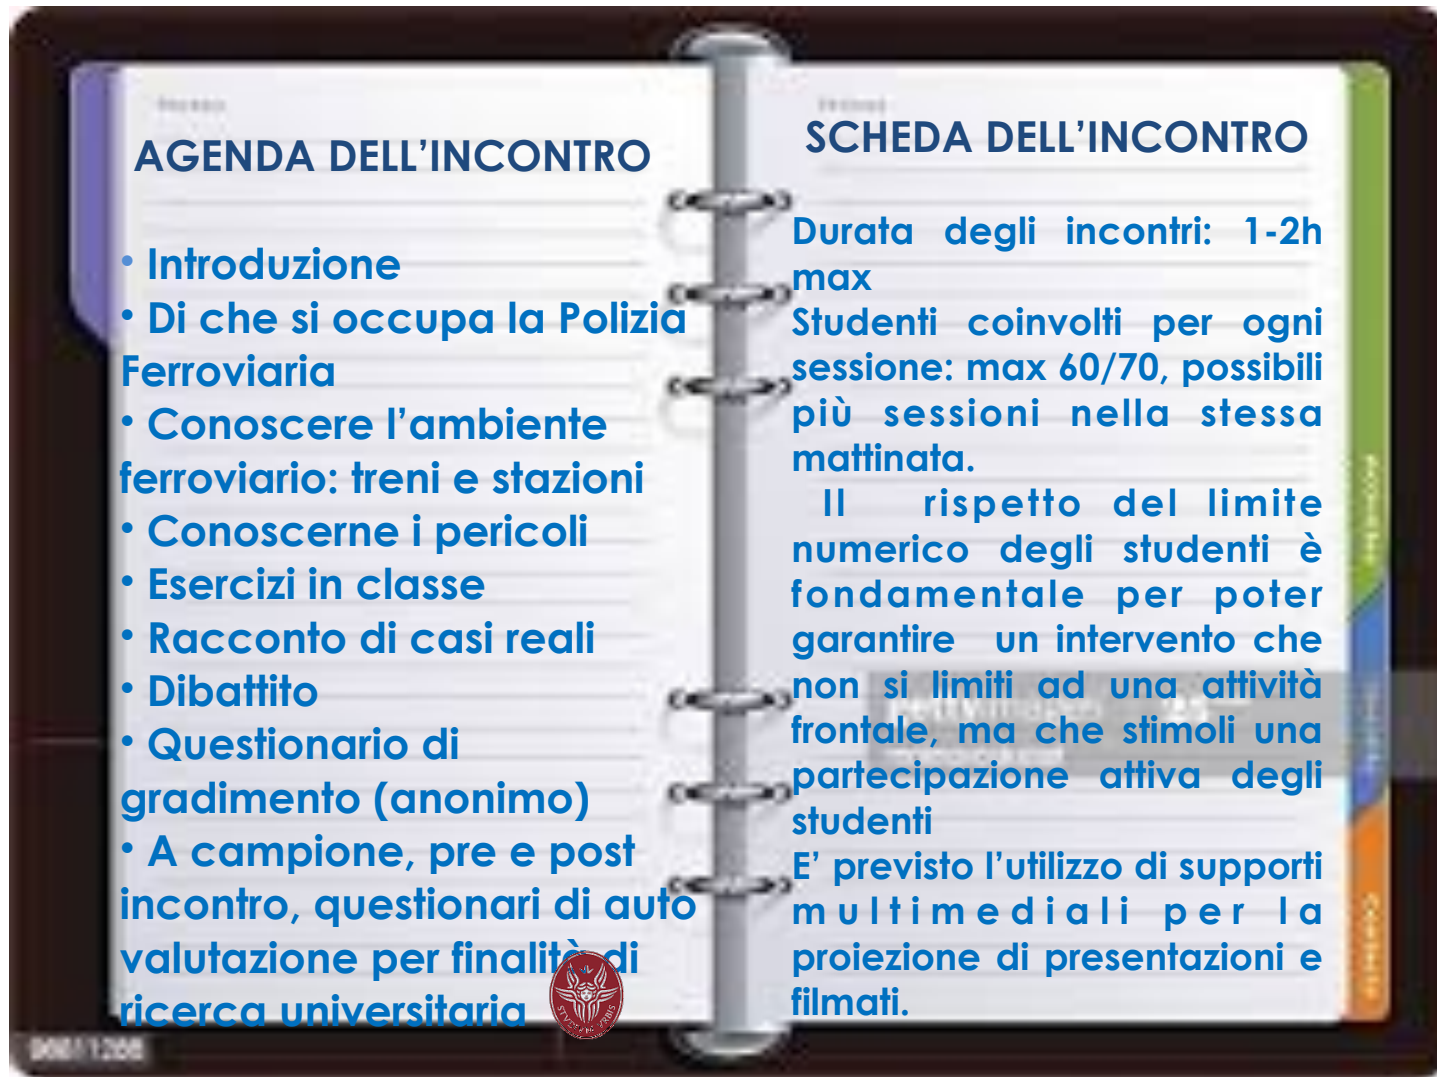 AGENDA DELL’INCONTRO
• Introduzione
• Di che si occupa la Polizia
Ferroviaria
• Conoscere l’ambiente
ferroviario: treni e stazioni
• Conoscerne i pericoli
• Esercizi in classe
• Racconto di casi reali
• Dibattito
• Questionario di
gradimento (anonimo)
• A campione, pre e post
incontro, questionari di auto
valutazione per finalità di
ricerca universitaria
SCHEDA DELL’INCONTRO
Durata degli incontri: 1-2h
max
Studenti coinvolti per ogni
sessione: max 60/70, possibili
più sessioni nella stessa
mattinata.
Il rispetto del limite
numerico degli studenti è
fondamentale per poter
garantire un intervento che
non si limiti ad una attività
frontale, ma che stimoli una
partecipazione attiva degli
studenti
E’ previsto l’utilizzo di supporti
multimediali per la
proiezione di presentazioni e
filmati.